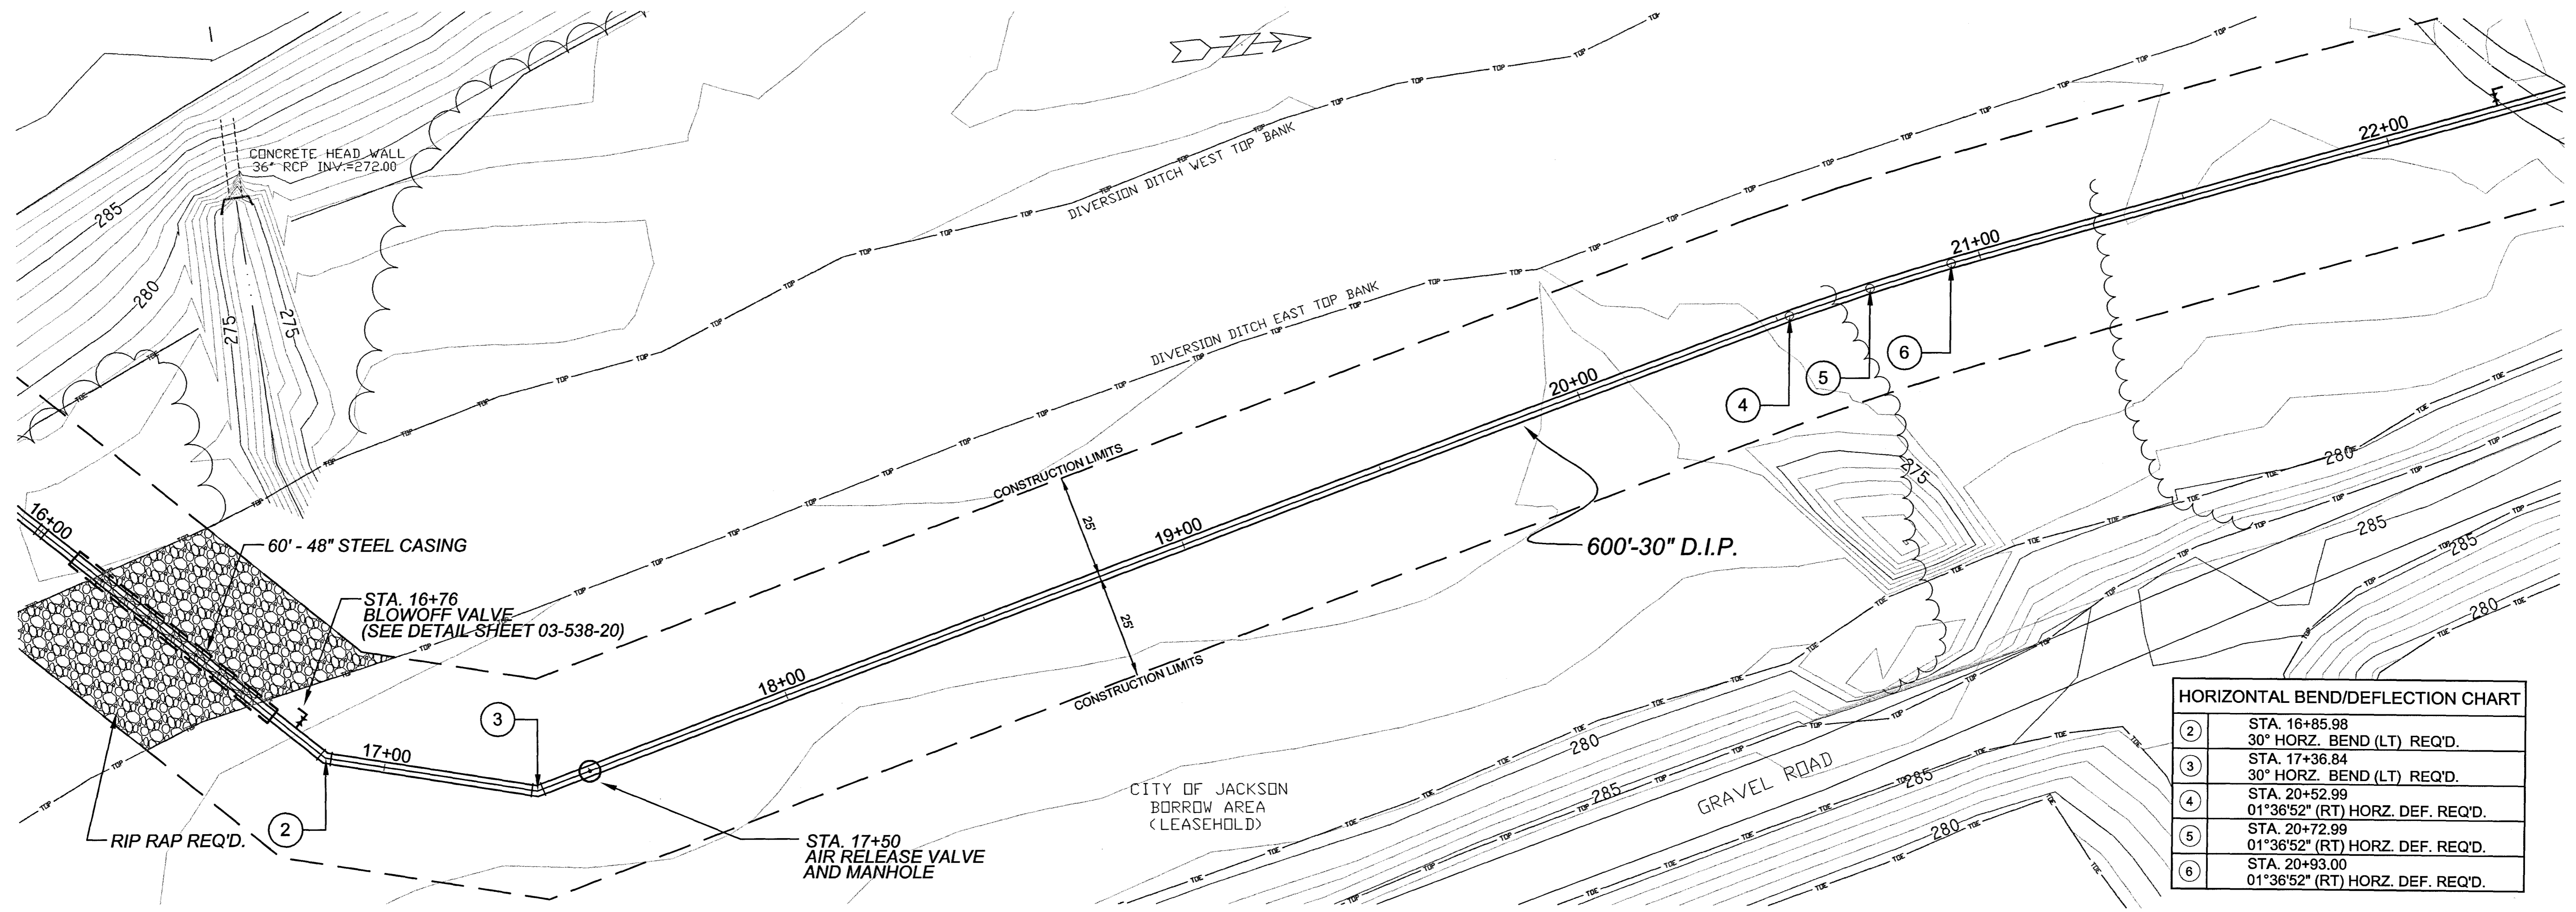 CONCRETE HEAD WALL
36" RCP INV.=272.00
285
280
275
275
DIVERSION DITCH WEST TOP BANK
DIVERSION DITCH EAST TOP BANK
CONSTRUCTION LIMITS
25'
25'
CONSTRUCTION LIMITS
16+00
17+00
18+00
19+00
20+00
21+00
22+00
60' - 48" STEEL CASING
STA. 16+76
BLOWOFF VALVE
(SEE DETAIL SHEET 03-538-20)
RIP RAP REQ'D.
2
3
4
5
6
STA. 17+50
AIR RELEASE VALVE
AND MANHOLE
600'-30" D.I.P.
CITY OF JACKSON
BORROW AREA
(LEASEHOLD)
GRAVEL ROAD
275
280
285
285
280
280
285
285
280
TOP
TOE
HORIZONTAL BEND/DEFLECTION CHART
2 STA. 16+85.98
30° HORZ. BEND (LT) REQ'D.
3 STA. 17+36.84
30° HORZ. BEND (LT) REQ'D.
4 STA. 20+52.99
01°36'52" (RT) HORZ. DEF. REQ'D.
5 STA. 20+72.99
01°36'52" (RT) HORZ. DEF. REQ'D.
6 STA. 20+93.00
01°36'52" (RT) HORZ. DEF. REQ'D.